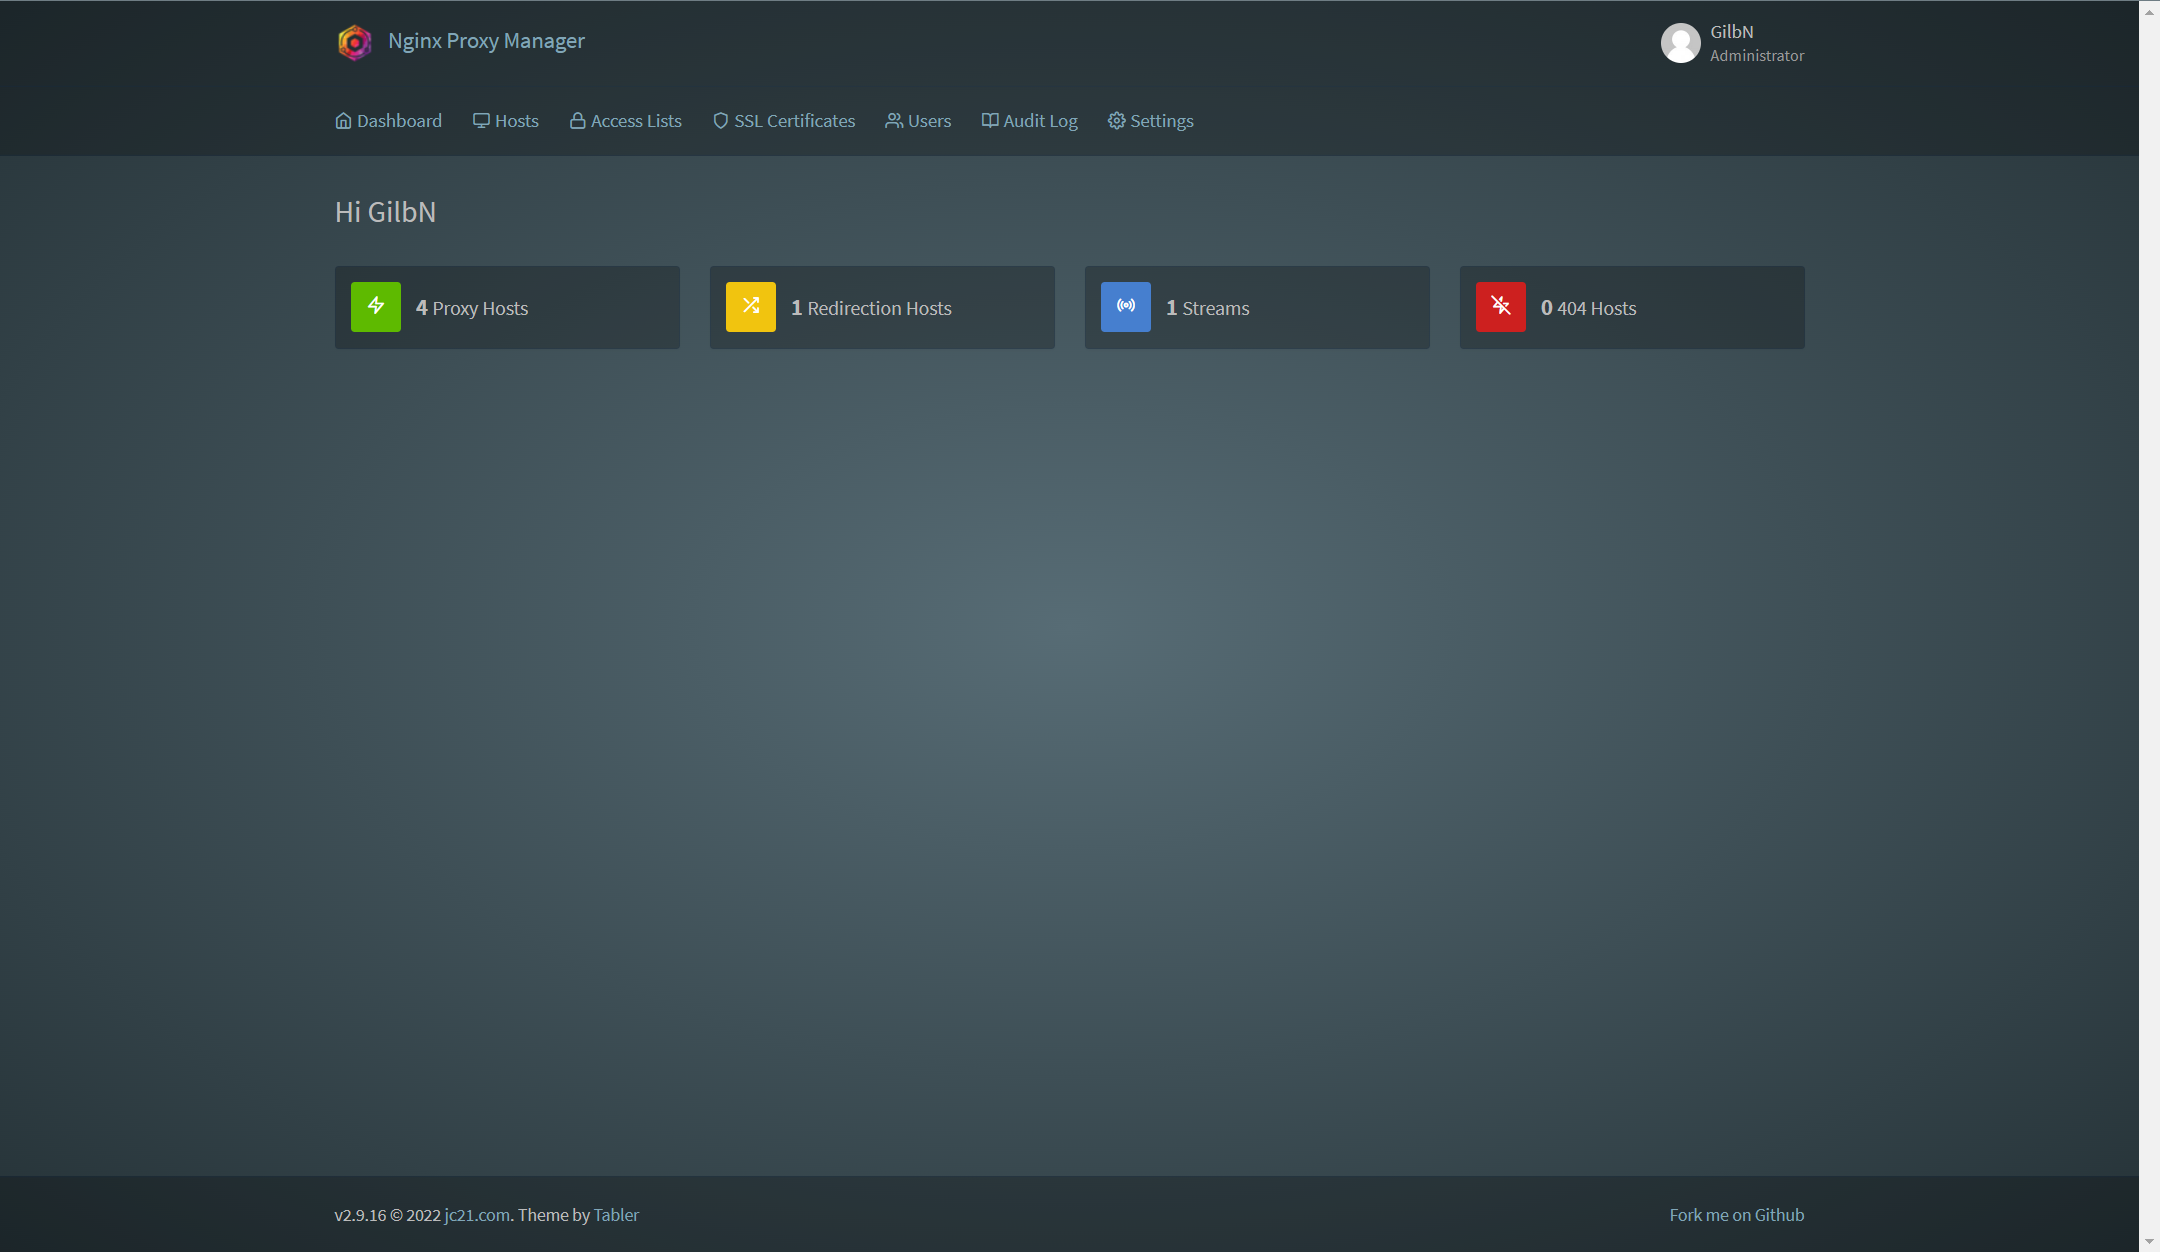 Nginx Proxy Manager
GilbN
Administrator
Dashboard Hosts Access Lists SSL Certificates Users Audit Log Settings
Hi GilbN
4 Proxy Hosts
1 Redirection Hosts
1 Streams
0 404 Hosts
v2.9.16 © 2022 jc21.com. Theme by Tabler
Fork me on Github